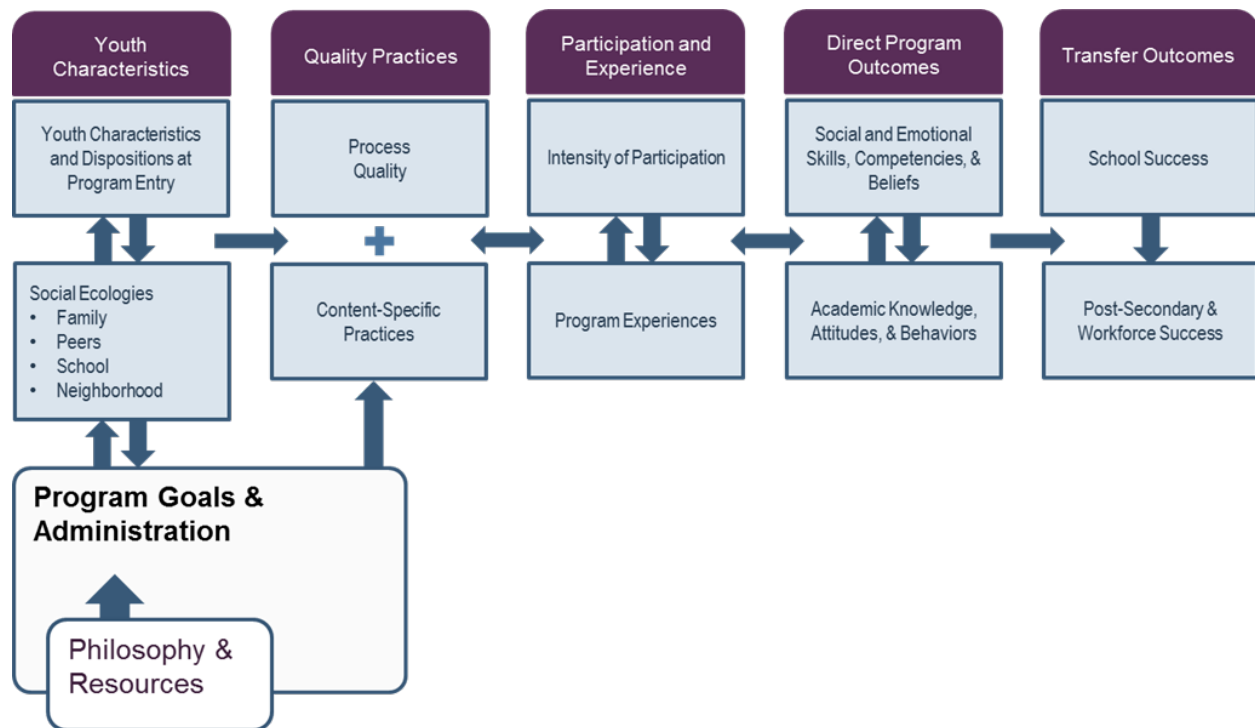 Youth
Characteristics
Quality Practices
Participation and
Experience
Direct Program
Outcomes
Transfer Outcomes
Youth Characteristics
and Dispositions at
Program Entry
Process
Quality
Intensity of Participation
Social and Emotional
Skills, Competencies, &
Beliefs
School Success
Social Ecologies
• Family
• Peers
• School
• Neighborhood
Content-Specific
Practices
Program Experiences
Academic Knowledge,
Attitudes, & Behaviors
Post-Secondary &
Workforce Success
Program Goals &
Administration
Philosophy &
Resources